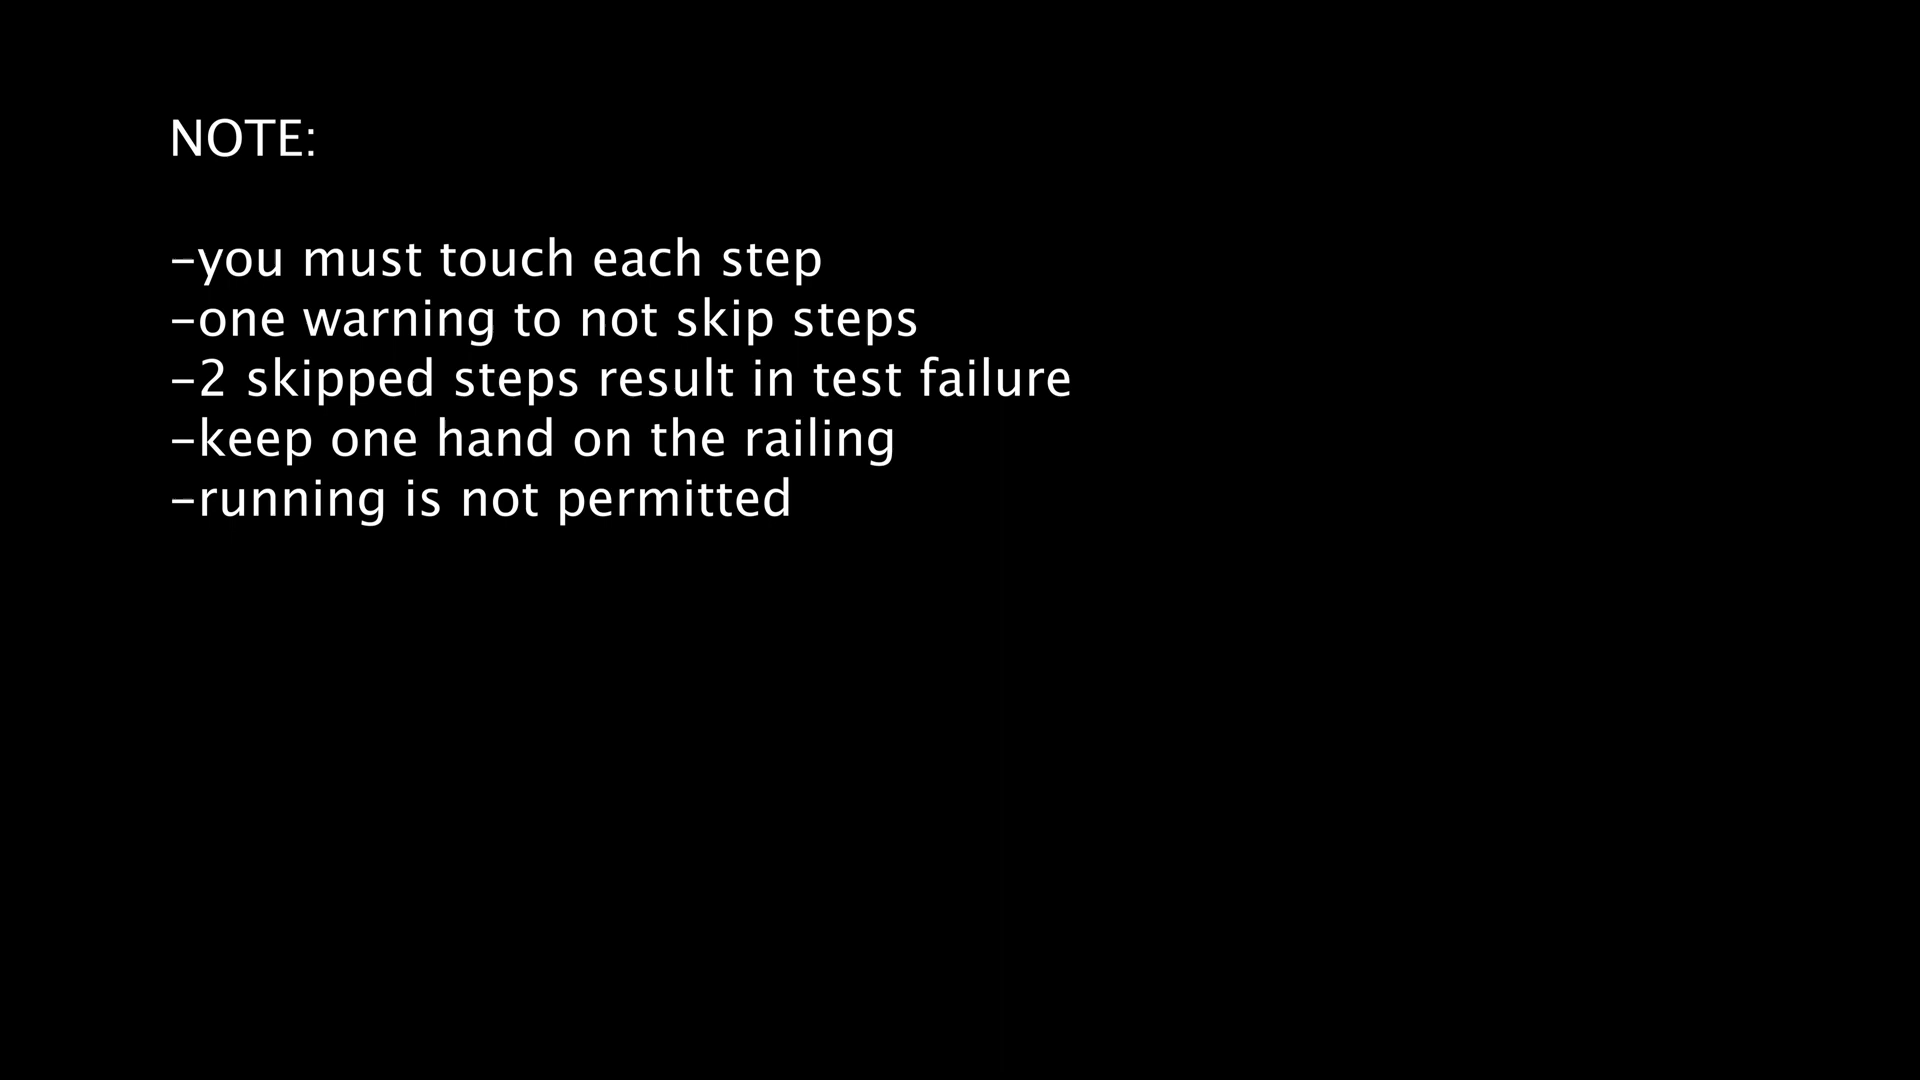 NOTE:
-you must touch each step
-one warning to not skip steps
-2 skipped steps result in test failure
-keep one hand on the railing
-running is not permitted